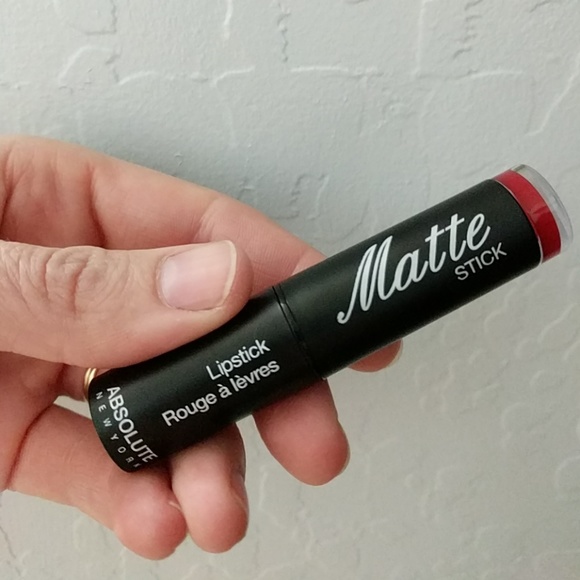 Matte
STICK
Lipstick
Rouge à lèvres
ABSOLUTE
NEW YORK